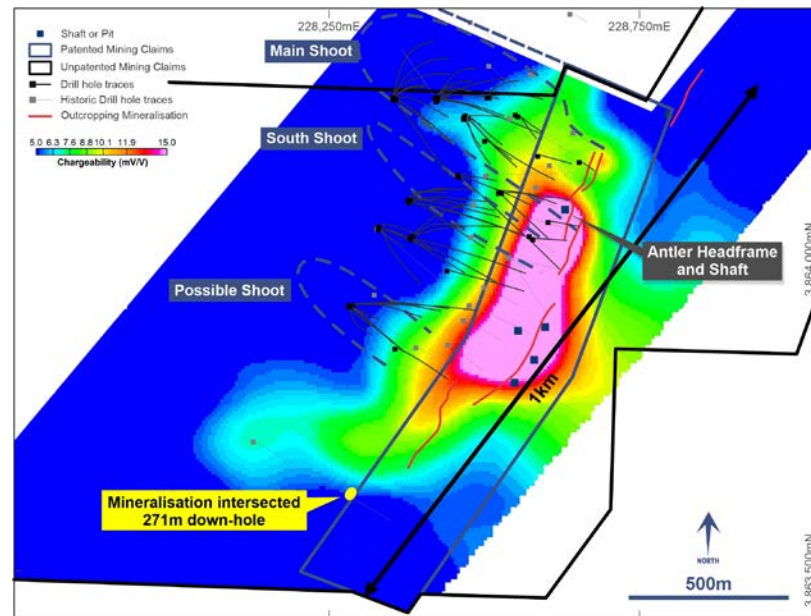 228,250mE
228,750mE
Shaft or Pit
Patented Mining Claims
Unpatented Mining Claims
Drill hole traces
Historic Drill hole traces
Outcropping Mineralisation
5.0 6.3 7.6 8.8 10.1 11.9 15.0
Chargeability (mV/V)
Main Shoot
South Shoot
Possible Shoot
Antler Headframe
and Shaft
3,864,000mN
1km
Mineralisation intersected
271m down-hole
NORTH
500m
3,863,500mN